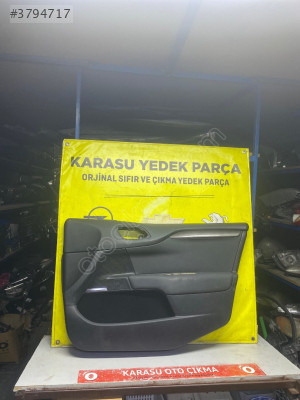 #3794717
KARASU YEDEK PARÇA
ORJİNAL SIFIR VE ÇIKMA YEDEK PARÇA
KARASU OTO ÇIKMA